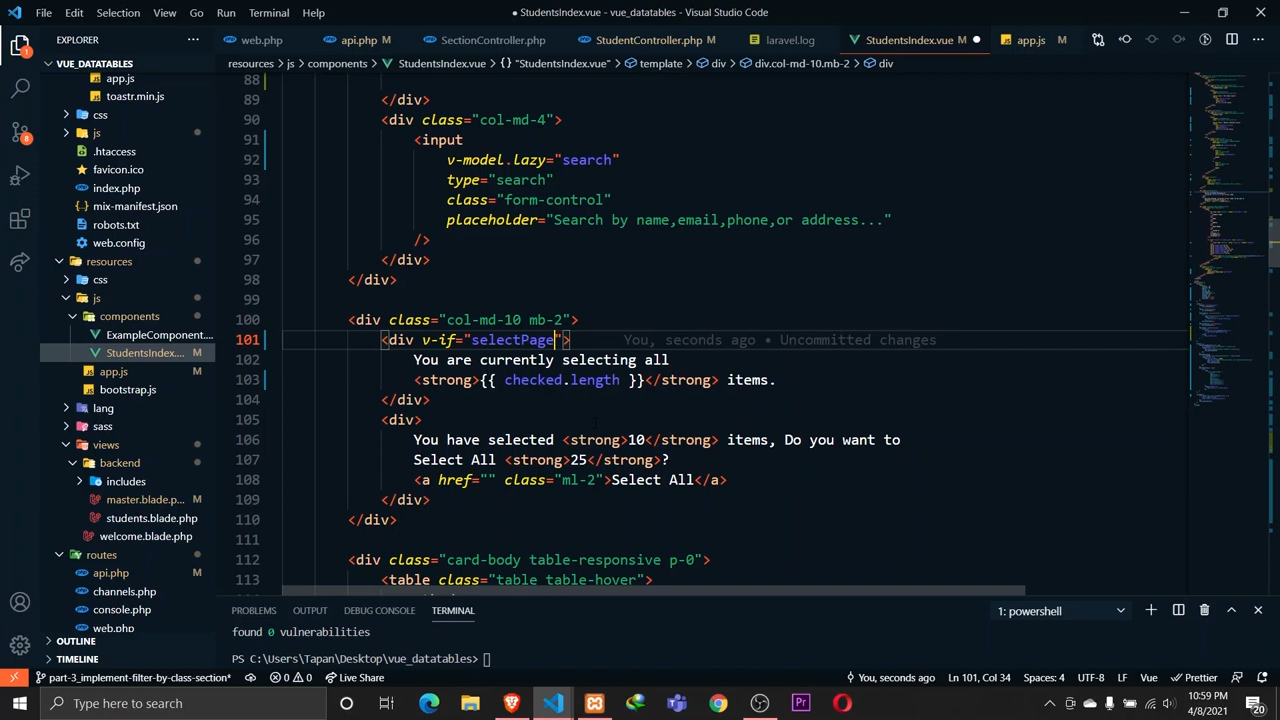 File Edit Selection View Go Run Terminal Help
● StudentsIndex.vue - vue_datatables - Visual Studio Code
EXPLORER ...
web.php
api.php M
SectionController.php
StudentController.php M
laravel.log
StudentsIndex.vue M ●
app.js M
VUE_DATATABLES
resources > js > components > StudentsIndex.vue > {} "StudentsIndex.vue" > template > div > div.col-md-10.mb-2 > div
app.js
toastr.min.js
css
js
.htaccess
favicon.ico
index.php
mix-manifest.json
robots.txt
web.config
resources
css
js
components
ExampleComponent...
StudentsIndex.... M
app.js M
bootstrap.js
lang
sass
views
backend
includes
master.blade.p... M
students.blade.php
welcome.blade.php
routes
api.php M
channels.php
console.php
web.php
OUTLINE
TIMELINE
88
89 </div>
90 <div class="col-md-4">
91 <input
92 v-model.lazy="search"
93 type="search"
94 class="form-control"
95 placeholder="Search by name,email,phone,or address..."
96 />
97 </div>
98 </div>
99
100 <div class="col-md-10 mb-2">
101 <div v-if="selectPage"> You, seconds ago • Uncommitted changes
102 You are currently selecting all
103 <strong>{{ checked.length }}</strong> items.
104 </div>
105 <div>
106 You have selected <strong>10</strong> items, Do you want to
107 Select All <strong>25</strong>?
108 <a href="" class="ml-2">Select All</a>
109 </div>
110 </div>
111
112 <div class="card-body table-responsive p-0">
113 <table class="table table-hover">
PROBLEMS OUTPUT DEBUG CONSOLE TERMINAL
1: powershell
found 0 vulnerabilities
PS C:\Users\Tapan\Desktop\vue_datatables>
part-3_implement-filter-by-class-section* 0 0 Live Share
You, seconds ago Ln 101, Col 34 Spaces: 4 UTF-8 LF Vue Prettier
Type here to search
10:59 PM
4/8/2021
20
1
8